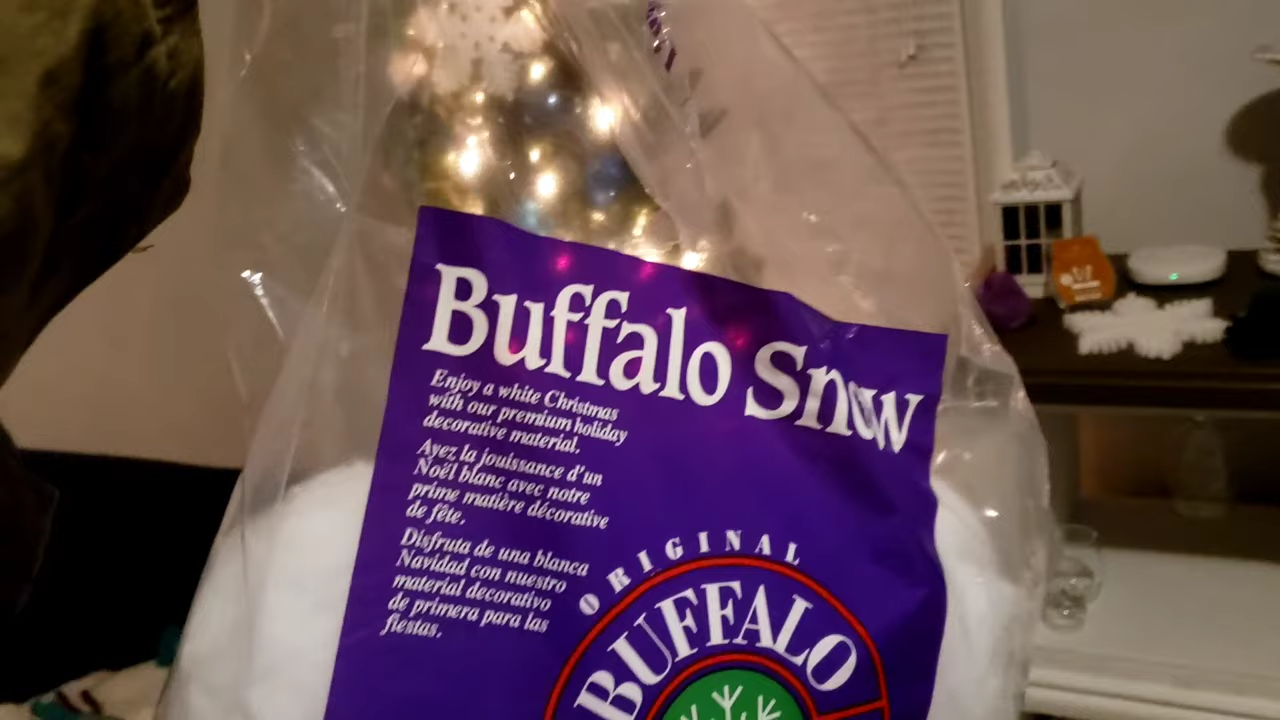 Buffalo Snow
Enjoy a white Christmas
with our premium holiday
decorative material.
Ayez la jouissance d'un
Noël blanc avec notre
prime matière décorative
de fête.
Disfruta de una blanca
Navidad con nuestro
material decorativo
de primera para las
fiestas.
ORIGINAL
BUFFALO